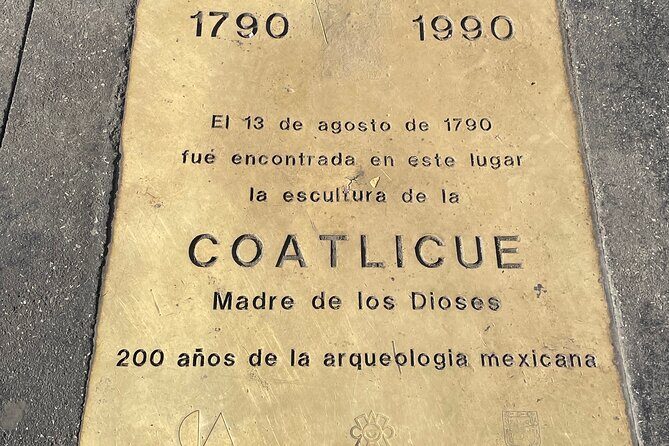 1790 1990
El 13 de agosto de 1790
fué encontrada en este lugar
la escultura de la
COATLICUE
Madre de los Dioses
200 años de la arqueologia mexicana